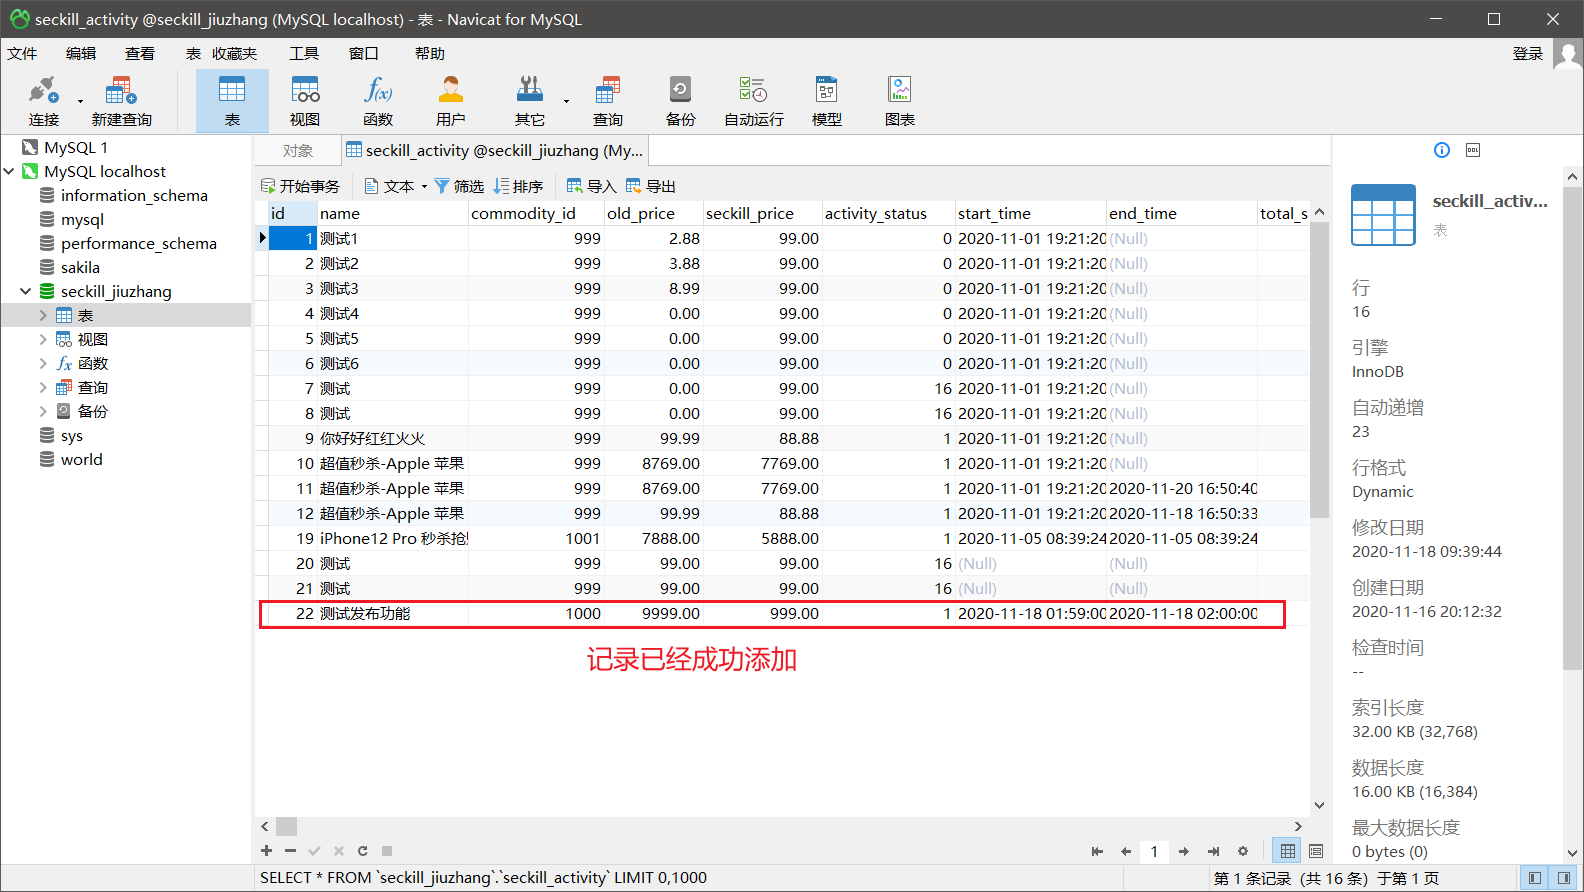 seckill_activity @seckill_jiuzhang (MySQL localhost) - 表 - Navicat for MySQL
文件 编辑 查看 表 收藏夹 工具 窗口 帮助 登录
连接 新建查询 表 视图 函数 用户 其它 查询 备份 自动运行 模型 图表
MySQL 1
MySQL localhost
information_schema
mysql
performance_schema
sakila
seckill_jiuzhang
表
视图
函数
查询
备份
sys
world
对象 seckill_activity @seckill_jiuzhang (My...
开始事务 文本 筛选 排序 导入 导出
id name commodity_id old_price seckill_price activity_status start_time end_time total_s
1 测试1 999 2.88 99.00 0 2020-11-01 19:21:20 (Null)
2 测试2 999 3.88 99.00 0 2020-11-01 19:21:20 (Null)
3 测试3 999 8.99 99.00 0 2020-11-01 19:21:20 (Null)
4 测试4 999 0.00 99.00 0 2020-11-01 19:21:20 (Null)
5 测试5 999 0.00 99.00 0 2020-11-01 19:21:20 (Null)
6 测试6 999 0.00 99.00 0 2020-11-01 19:21:20 (Null)
7 测试 999 0.00 99.00 16 2020-11-01 19:21:20 (Null)
8 测试 999 0.00 99.00 16 2020-11-01 19:21:20 (Null)
9 你好好红红火火 999 99.99 88.88 1 2020-11-01 19:21:20 (Null)
10 超值秒杀-Apple 苹果 999 8769.00 7769.00 1 2020-11-01 19:21:20 (Null)
11 超值秒杀-Apple 苹果 999 8769.00 7769.00 1 2020-11-01 19:21:20 2020-11-20 16:50:40
12 超值秒杀-Apple 苹果 999 99.99 88.88 1 2020-11-01 19:21:20 2020-11-18 16:50:33
19 iPhone12 Pro 秒杀抢 1001 7888.00 5888.00 1 2020-11-05 08:39:24 2020-11-05 08:39:24
20 测试 999 99.00 99.00 16 (Null) (Null)
21 测试 999 99.00 99.00 16 (Null) (Null)
22 测试发布功能 1000 9999.00 999.00 1 2020-11-18 01:59:00 2020-11-18 02:00:00
记录已经成功添加
DDL
seckill_activ...
表
行
16
引擎
InnoDB
自动递增
23
行格式
Dynamic
修改日期
2020-11-18 09:39:44
创建日期
2020-11-16 20:12:32
检查时间
--
索引长度
32.00 KB (32,768)
数据长度
16.00 KB (16,384)
最大数据长度
0 bytes (0)
1
SELECT * FROM `seckill_jiuzhang`.`seckill_activity` LIMIT 0,1000
第 1 条记录 (共 16 条) 于第 1 页